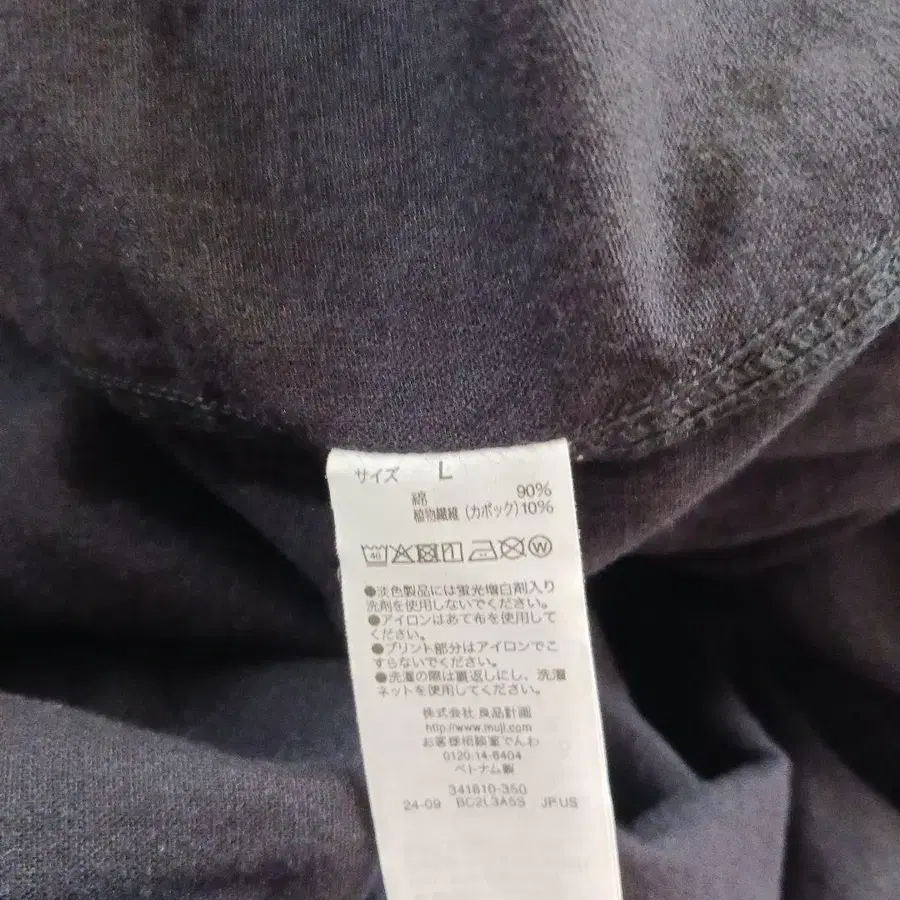 サイズ L
綿 90%
植物繊維(カポック)10%
40 W
●淡色製品には蛍光増白剤入り
洗剤を使用しないでください。
●アイロンはあて布を使用して
ください。
●プリント部分はアイロンでこ
すらないでください。
●洗濯の際は裏返しにし、洗濯
ネットを使用してください。
株式会社 良品計画
http://www.muji.com
お客様相談室でんわ
0120-14-6404
ベトナム製
341610-350
24-09 BC2L3A5S JP.US